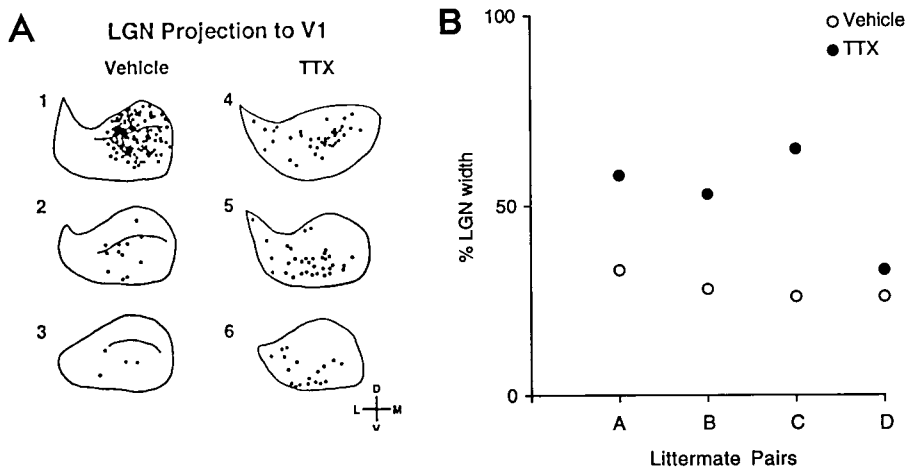 A
LGN Projection to V1
Vehicle
TTX
1
4
2
5
3
6
D
L
M
V
B
Vehicle
TTX
100
50
0
% LGN width
A
B
C
D
Littermate Pairs